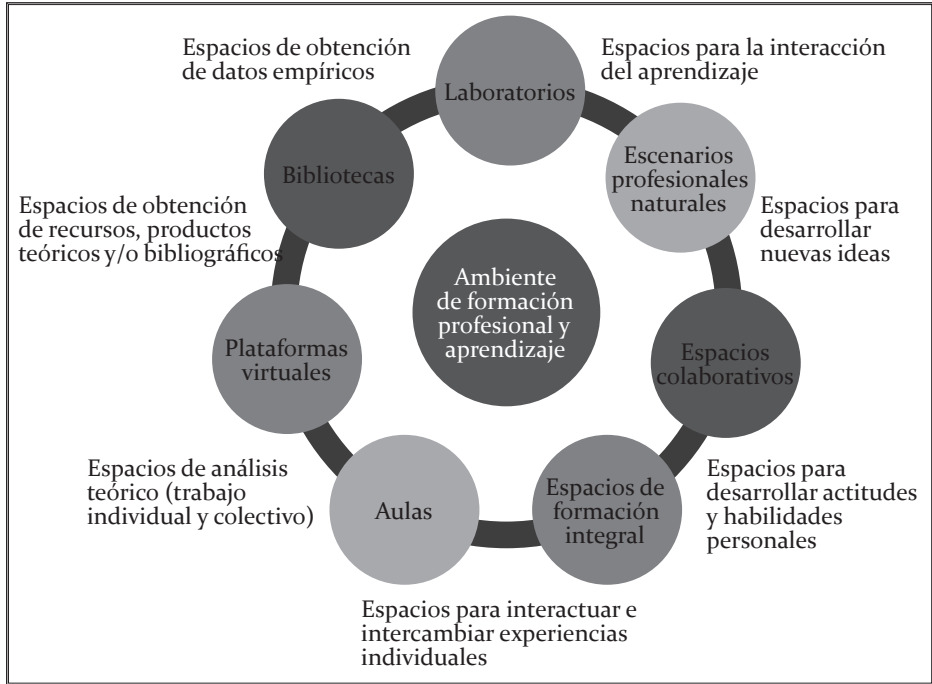 Espacios de obtención
de datos empíricos
Laboratorios
Espacios para la interacción
del aprendizaje
Escenarios
profesionales
naturales
Bibliotecas
Espacios de obtención
de recursos, productos
teóricos y/o bibliográficos
Espacios para
desarrollar
nuevas ideas
Ambiente
de formación
profesional y
aprendizaje
Plataformas
virtuales
Espacios
colaborativos
Espacios de análisis
teórico (trabajo
individual y colectivo)
Aulas
Espacios de
formación
integral
Espacios para
desarrollar actitudes
y habilidades
personales
Espacios para interactuar e
intercambiar experiencias
individuales